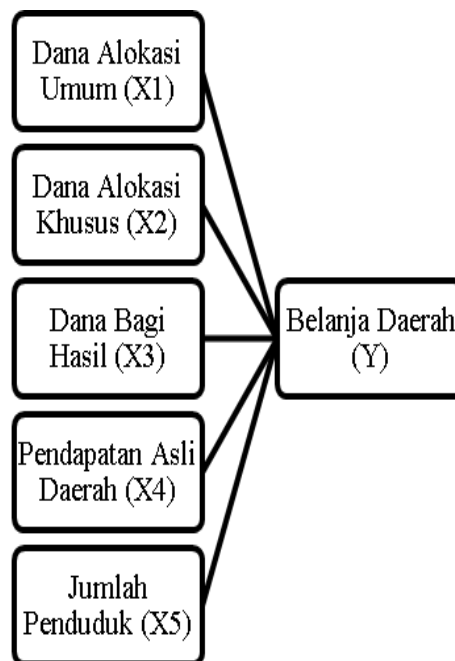 Dana Alokasi
Umum (X1)
Dana Alokasi
Khusus (X2)
Dana Bagi
Hasil (X3)
Pendapatan Asli
Daerah (X4)
Jumlah
Penduduk (X5)
Belanja Daerah
(Y)